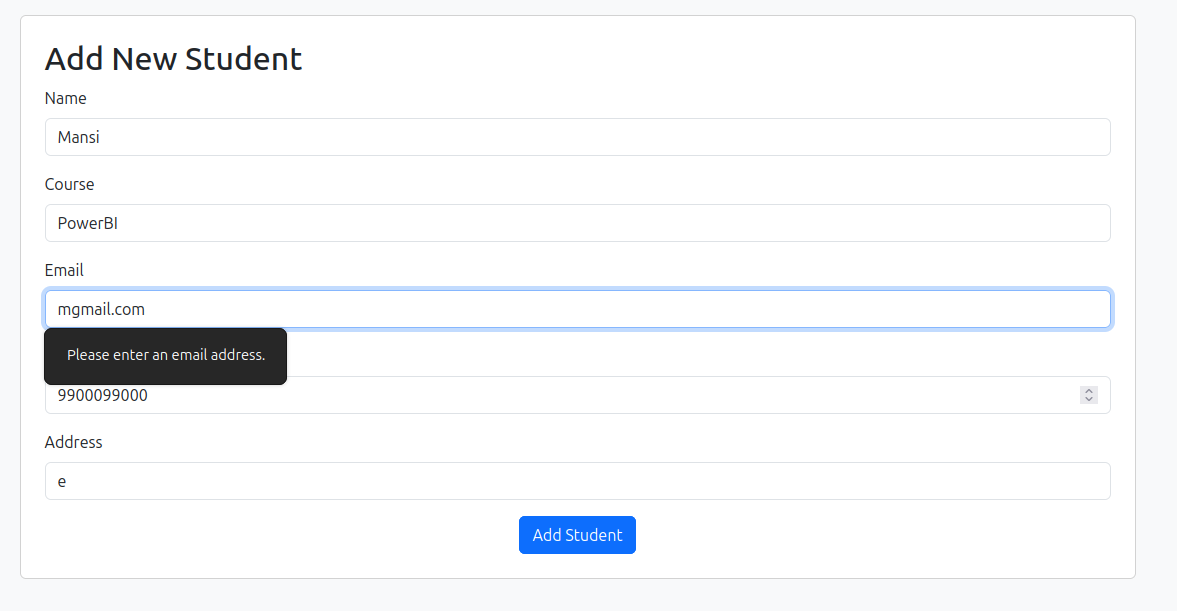 Add New Student
Name
Mansi
Course
PowerBI
Email
mgmail.com
Please enter an email address.
9900099000
Address
e
Add Student